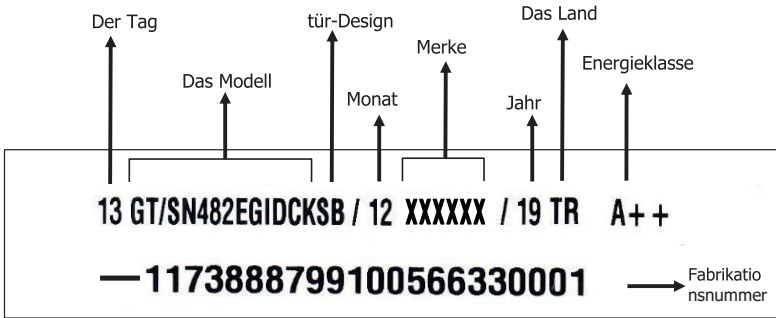 Der Tag
tür-Design
Das Land
Merke
Energieklasse
Das Modell
Monat
Jahr
13 GT/SN482EGIDCKSB / 12 XXXXXX / 19 TR A++
—1173888799100566330001
Fabrikatio
nsnummer